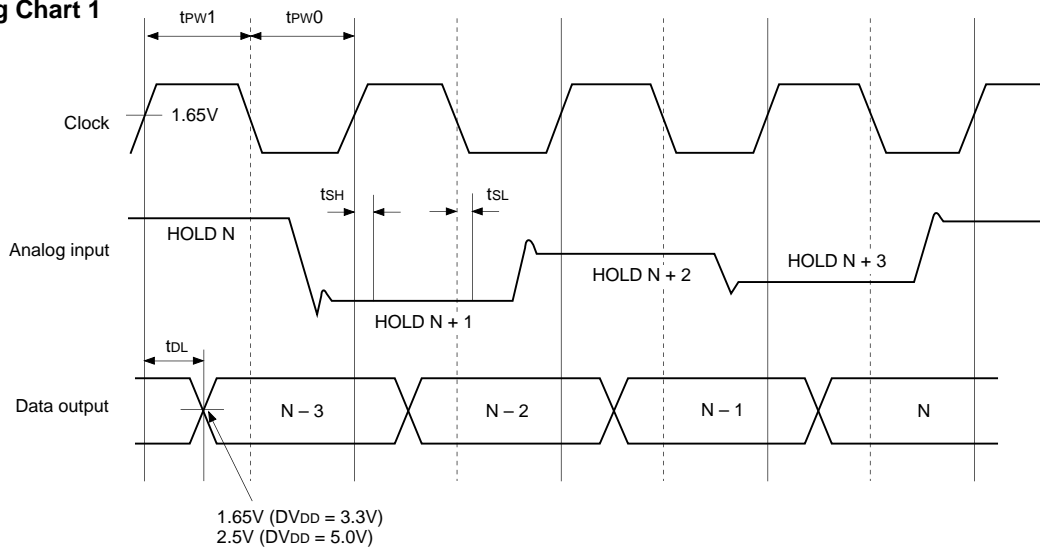 g Chart 1
tPW1 tPW0
Clock 1.65V
tSH tSL
HOLD N
Analog input
HOLD N + 1
HOLD N + 2
HOLD N + 3
tDL
Data output N – 3 N – 2 N – 1 N
1.65V (DVDD = 3.3V)
2.5V (DVDD = 5.0V)